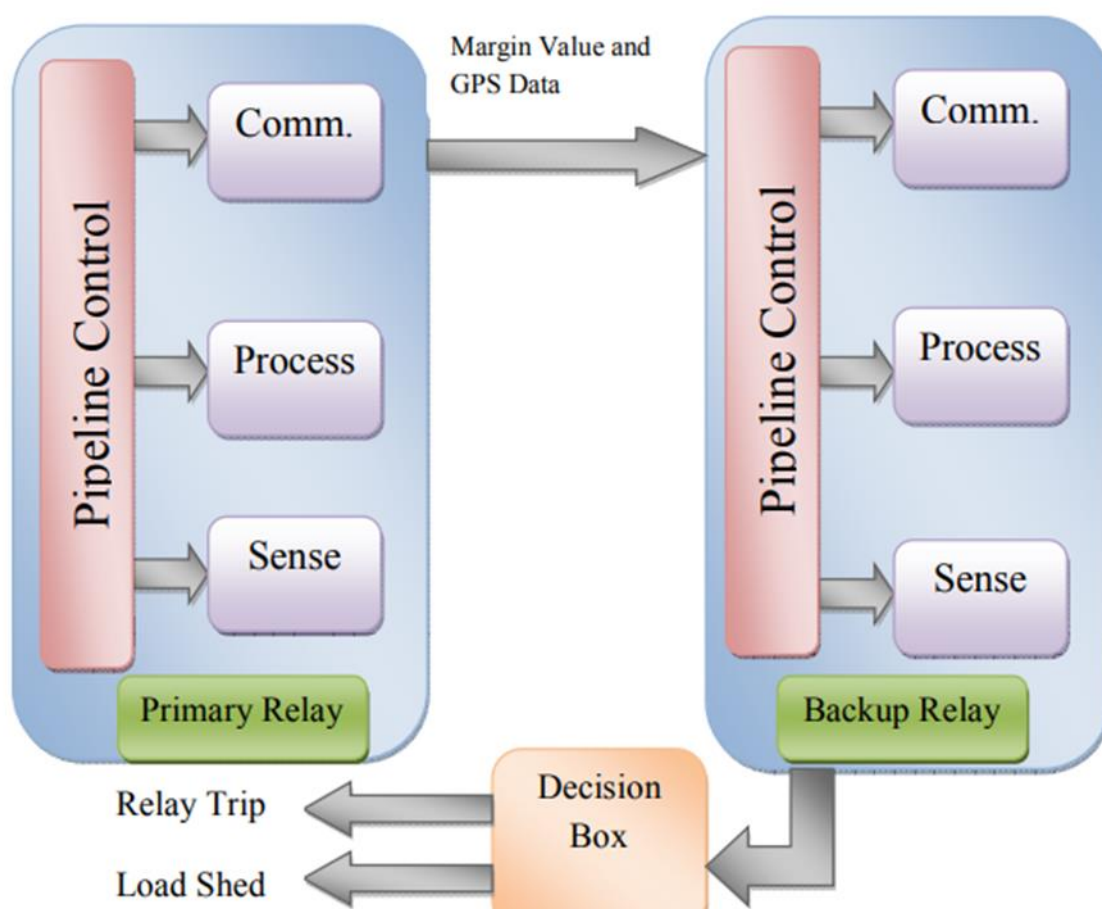 Margin Value and
GPS Data
Pipeline Control
Comm.
Process
Sense
Primary Relay
Pipeline Control
Comm.
Process
Sense
Backup Relay
Decision
Box
Relay Trip
Load Shed